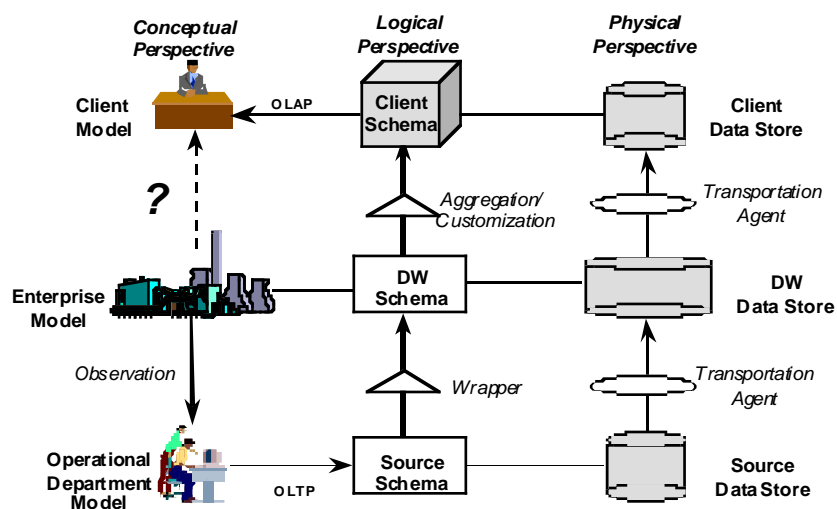 Conceptual
Perspective
Logical
Perspective
Physical
Perspective
Client
Model
OLAP
Client
Schema
Client
Data Store
?
Aggregation/
Customization
Transportation
Agent
Enterprise
Model
DW
Schema
DW
Data Store
Observation
Wrapper
Transportation
Agent
Operational
Department
Model
OLTP
Source
Schema
Source
Data Store